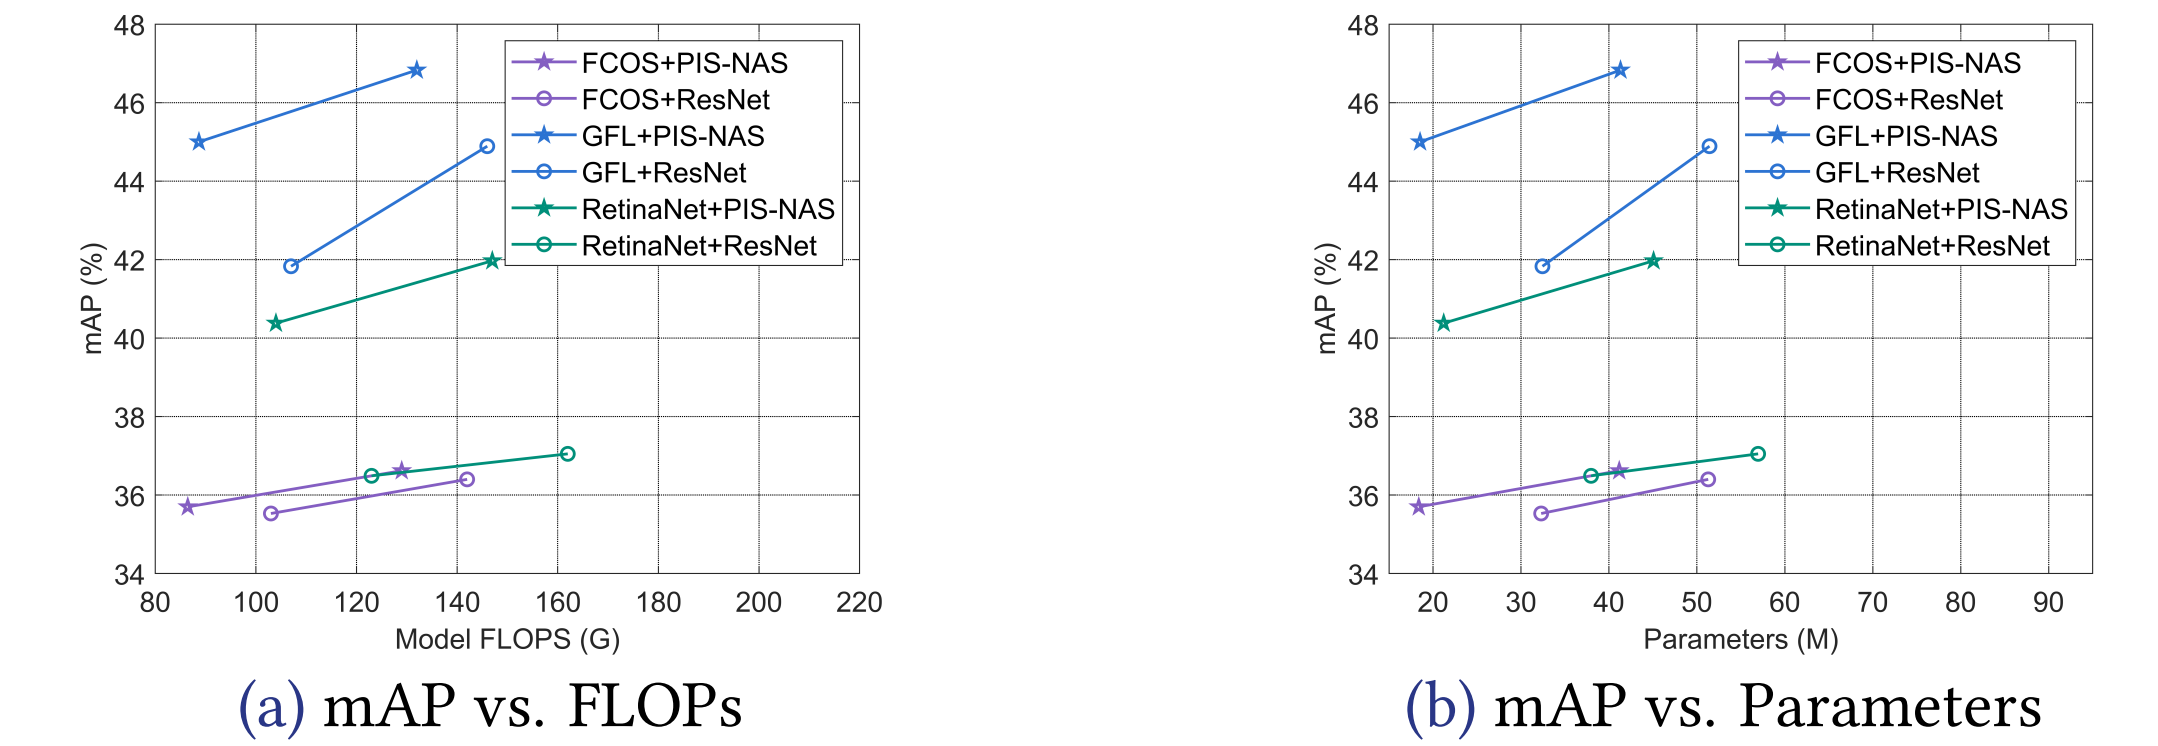 48
46
44
42
40
38
36
34
mAP (%)
80 100 120 140 160 180 200 220
Model FLOPS (G)
FCOS+PIS-NAS
FCOS+ResNet
GFL+PIS-NAS
GFL+ResNet
RetinaNet+PIS-NAS
RetinaNet+ResNet
(a) mAP vs. FLOPs
48
46
44
42
40
38
36
34
mAP (%)
20 30 40 50 60 70 80 90
Parameters (M)
FCOS+PIS-NAS
FCOS+ResNet
GFL+PIS-NAS
GFL+ResNet
RetinaNet+PIS-NAS
RetinaNet+ResNet
(b) mAP vs. Parameters